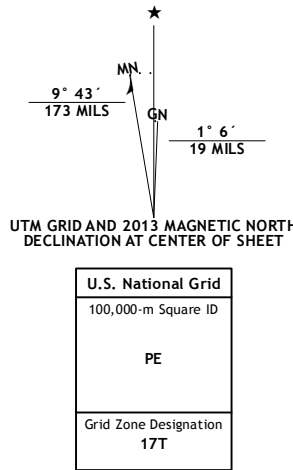 ★
MN
9° 43´
173 MILS
GN
1° 6´
19 MILS
UTM GRID AND 2013 MAGNETIC NORTH
DECLINATION AT CENTER OF SHEET
U.S. National Grid
100,000-m Square ID
PE
Grid Zone Designation
17T